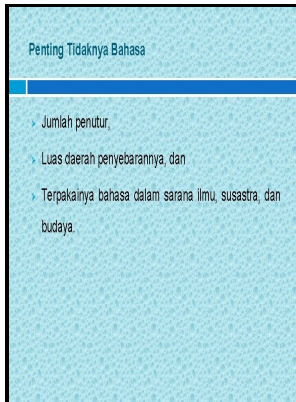 Penting Tidaknya Bahasa
Jumlah penutur,
Luas daerah penyebarannya, dan
Terpakainya bahasa dalam sarana ilmu, susastra, dan
budaya.